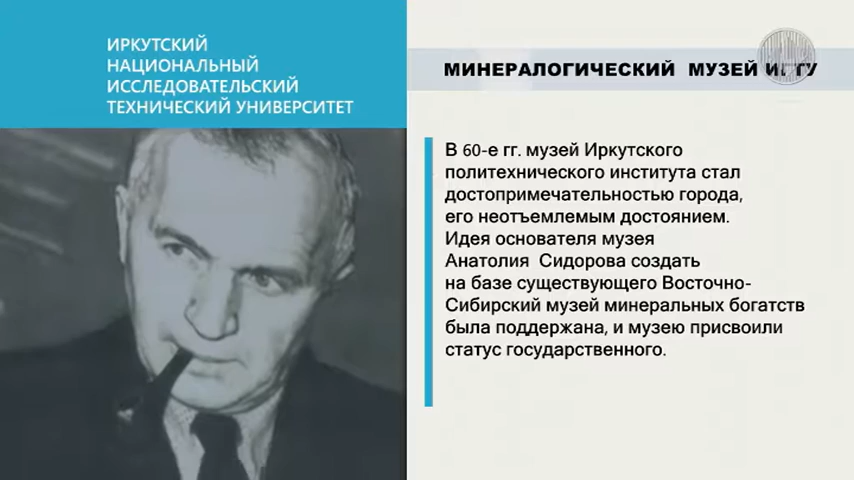 ИРКУТСКИЙ
НАЦИОНАЛЬНЫЙ
ИССЛЕДОВАТЕЛЬСКИЙ
ТЕХНИЧЕСКИЙ УНИВЕРСИТЕТ
МИНЕРАЛОГИЧЕСКИЙ МУЗЕЙ
В 60-е гг. музей Иркутского
политехнического института стал
достопримечательностью города,
его неотъемлемым достоянием.
Идея основателя музея
Анатолия Сидорова создать
на базе существующего Восточно-
Сибирский музей минеральных богатств
была поддержана, и музею присвоили
статус государственного.